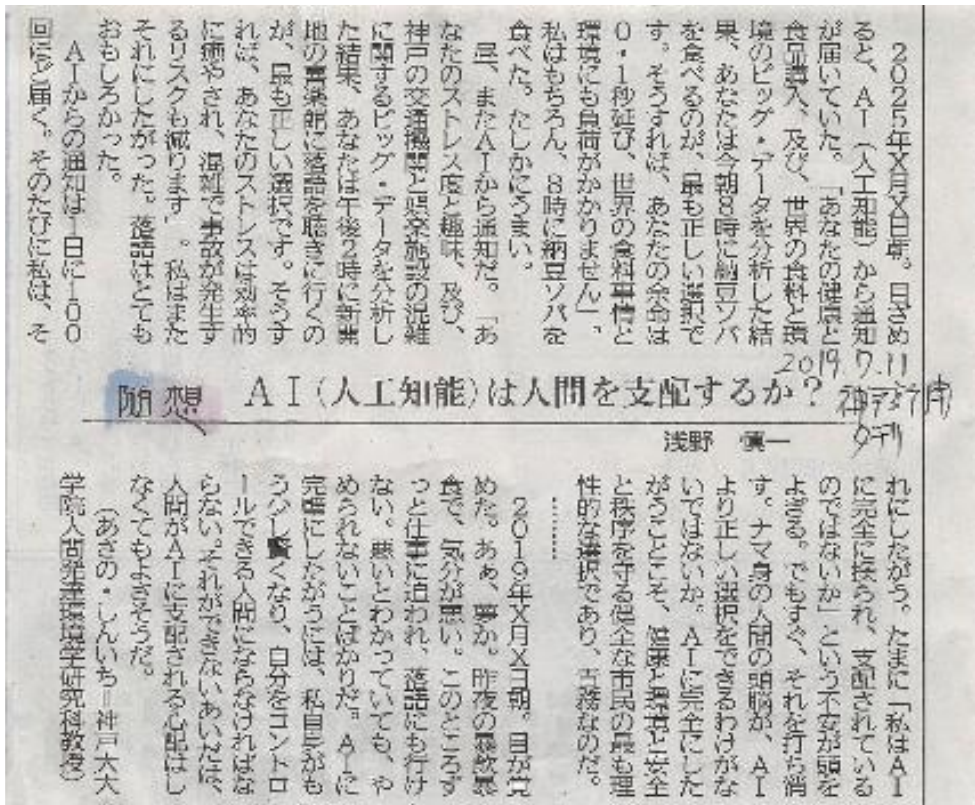 AI(人工知能)は人間を支配するか?
随想
浅野　慎一
2019.7.11
神戸新聞
夕刊
2025年X月XX日朝。目ざめ
ると、AI(人工知能)から通知
が届いていた。「あなたの健康と
食品購入、及び、世界の食料と環
境のビッグ・データを分析した結
果、あなたは今朝8時に納豆ソバ
を食べるのが、最も正しい選択で
す。そうすれば、あなたの余命は
0・1秒延び、世界の食料事情と
環境にも負荷がかかりません」。
私はもちろん、8時に納豆ソバを
食べた。たしかにうまい。
昼、またAIから通知だ。「あ
なたのストレス度と趣味、及び、
神戸の交通機関と娯楽施設の混雑
に関するビッグ・データを分析し
た結果、あなたは午後2時に新開
地の喜楽館に落語を聴きに行くの
が、最も正しい選択です。そうす
れば、あなたのストレスは効率的
に癒やされ、混雑で事故が発生す
るリスクも減ります」。私はまた
それにしたがった。落語はとても
おもしろかった。
AIからの通知は1日に100
回ほど届く。そのたびに私は、そ
れにしたがう。たまに「私はAI
に完全に操られ、支配されている
のではないか」という不安が頭を
よぎる。でもすぐ、それを打ち消
す。ナマ身の人間の頭脳が、AI
より正しい選択をできるわけがな
いではないか。AIに完全にした
がうことこそ、健康と環境と安全
と秩序を守る健全な市民の最も理
性的な選択であり、義務なのだ。
………
2019年X月X日朝。目が覚
めた。あぁ、夢か。昨夜の暴飲暴
食で、気分が悪い。このところず
っと仕事に追われ、落語にも行け
ない。悪いとわかっていても、や
められないことばかりだ。AIに
完璧にしたがうには、私自身がも
う少し賢くなり、自分をコントロ
ールできる人間にならなければな
らない。それができないあいだは、
人間がAIに支配される心配はし
なくてもよさそうだ。
(あさの・しんいち=神戸大大
学院人間発達環境学研究科教授)